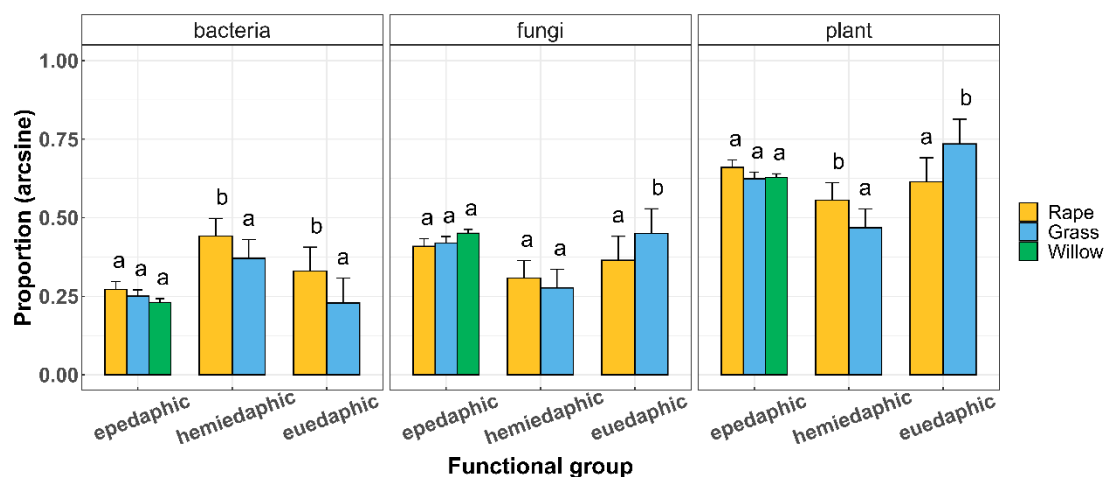 bacteria fungi plant
Proportion (arcsine)
1.00
0.75
0.50
0.25
0.00
a a a b a b a
a a a a a a b
a a a b a a b
epedaphic hemiedaphic euedaphic epedaphic hemiedaphic euedaphic epedaphic hemiedaphic euedaphic
Functional group
Rape
Grass
Willow